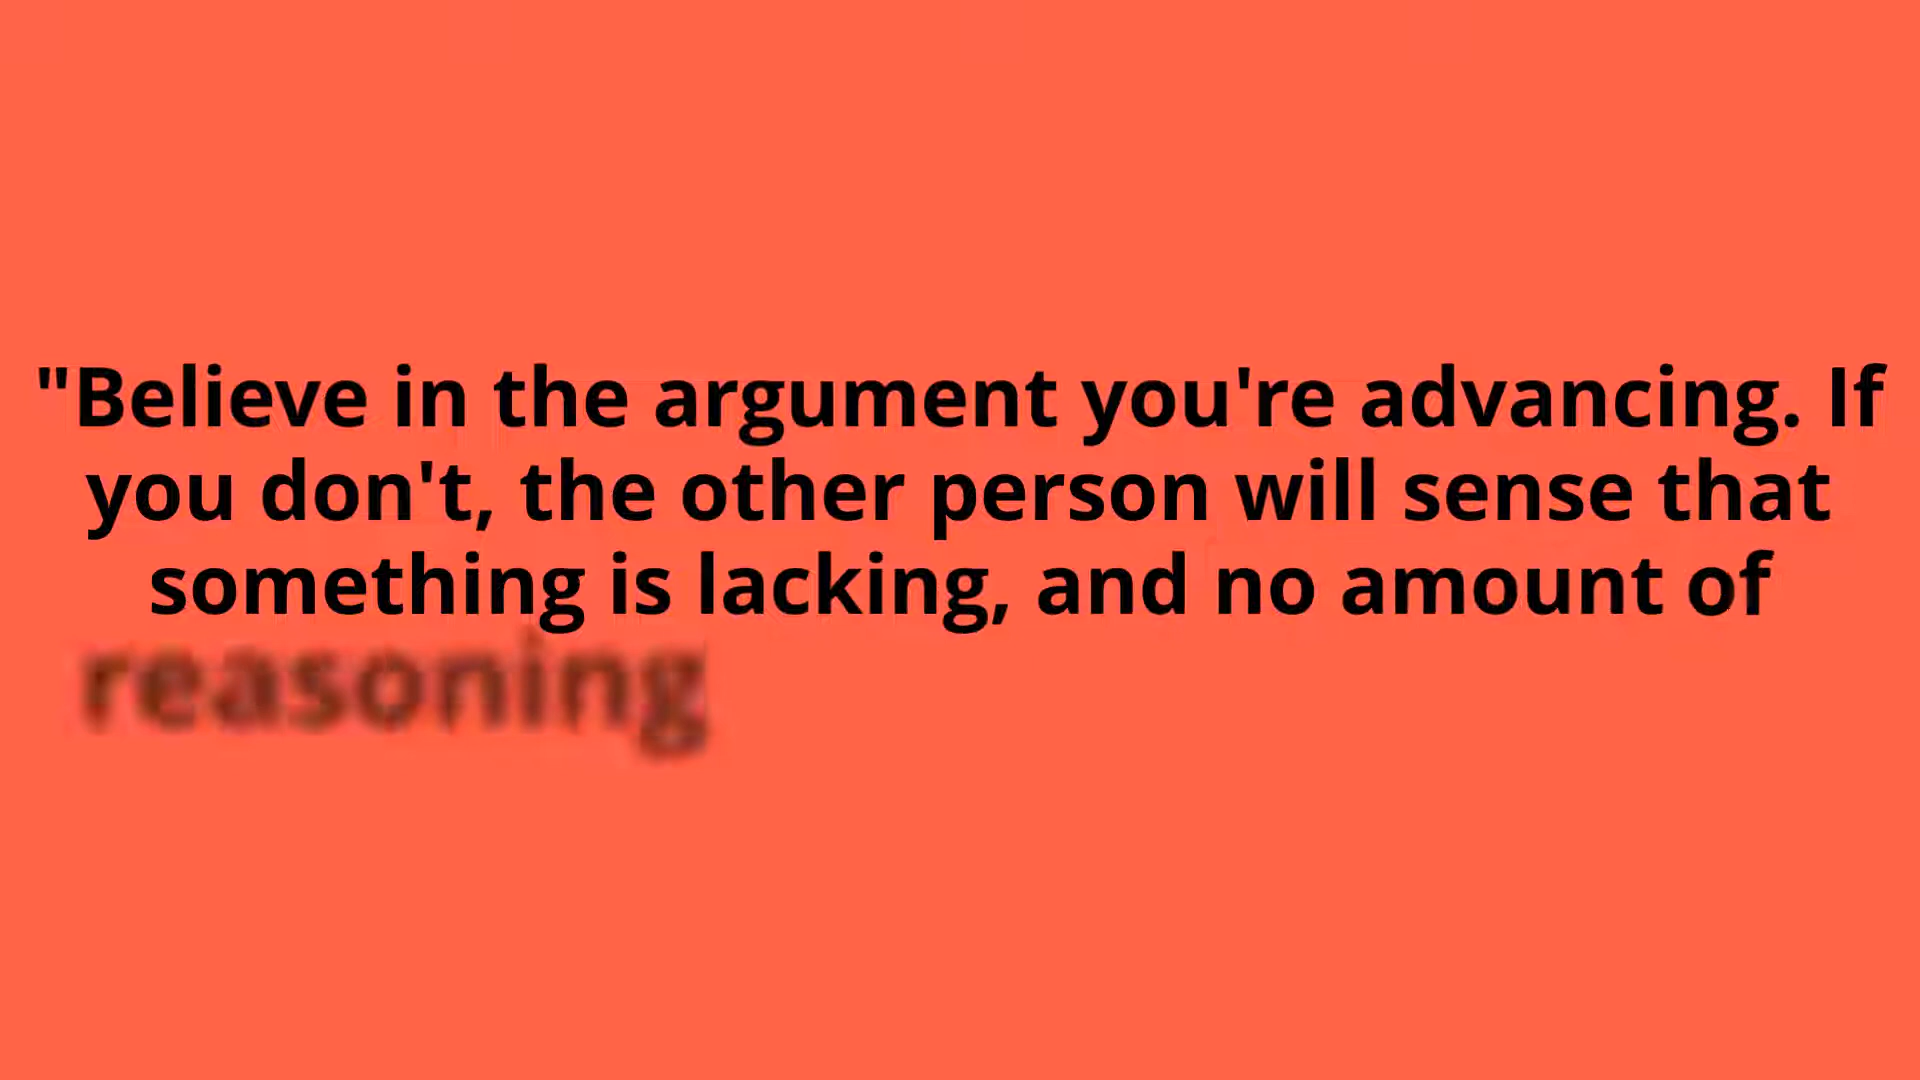 "Believe in the argument you're advancing. If
you don't, the other person will sense that
something is lacking, and no amount of
reasoning